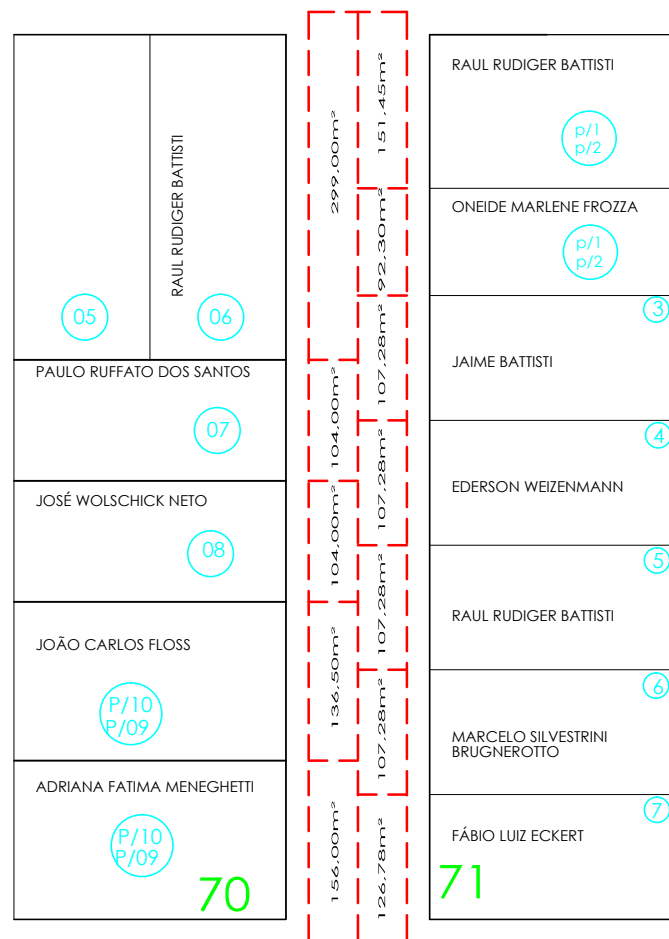 RAUL RUDIGER BATTISTI
05
06
PAULO RUFFATO DOS SANTOS
07
JOSÉ WOLSCHICK NETO
08
JOÃO CARLOS FLOSS
P/10
P/09
ADRIANA FATIMA MENEGHETTI
P/10
P/09
70
299,00m²
104,00m²
104,00m²
136,50m²
156,00m²
151,45m²
92,30m²
107,28m²
107,28m²
107,28m²
107,28m²
126,78m²
RAUL RUDIGER BATTISTI
p/1
p/2
ONEIDE MARLENE FROZZA
p/1
p/2
3
JAIME BATTISTI
4
EDERSON WEIZENMANN
5
RAUL RUDIGER BATTISTI
6
MARCELO SILVESTRINI
BRUGNEROTTO
7
FÁBIO LUIZ ECKERT
71